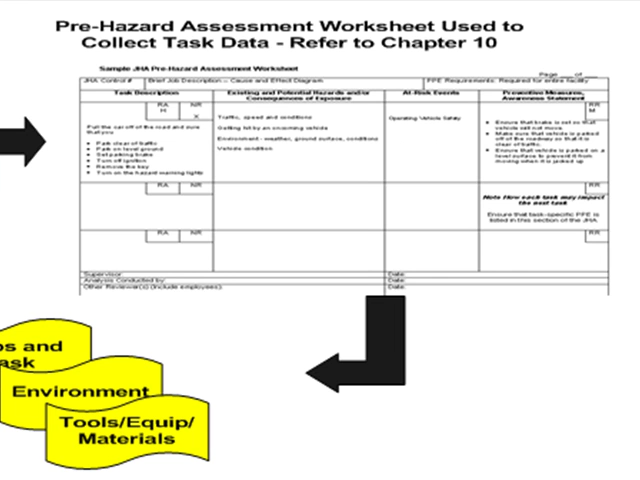 Pre-Hazard Assessment Worksheet Used to
Collect Task Data - Refer to Chapter 10
Sample JHA Pre-Hazard Assessment Worksheet
Page ___ of ___
JHA Control # Brief Job Description – Cause and Effect Diagram PPE Requirements: Required for entire facility
Task Description Existing and Potential Hazards and/or At-Risk Events Preventive Measures,
Consequences of Exposure Awareness Statement
RA NR RR
H X M
Pull the car off of the road and sure
that you
• Park clear of traffic
• Park on level ground
• Set parking brake
• Turn off ignition
• Remove the key
• Turn on the hazard warning lights
Traffic, speed and conditions
Getting hit by an oncoming vehicle
Environment - weather, ground surface, conditions
Vehicle condition
Operating Vehicle Safely
• Ensure that brake is set so that
vehicle will not move.
• Make sure that vehicle is parked
off of the roadway so that it is
clear of traffic.
• Ensure that vehicle is parked on a
level surface to prevent it from
moving when it is jacked up
RA NR RR
Note How each task may impact
the next task
Ensure that task-specific PPE is
listed in this section of the JHA
RA NR RR
Supervisor: Date:
Analysis Conducted by: Date:
Other Reviewer(s) (Include employees): Date:
and
Environment
Tools/Equip/
Materials